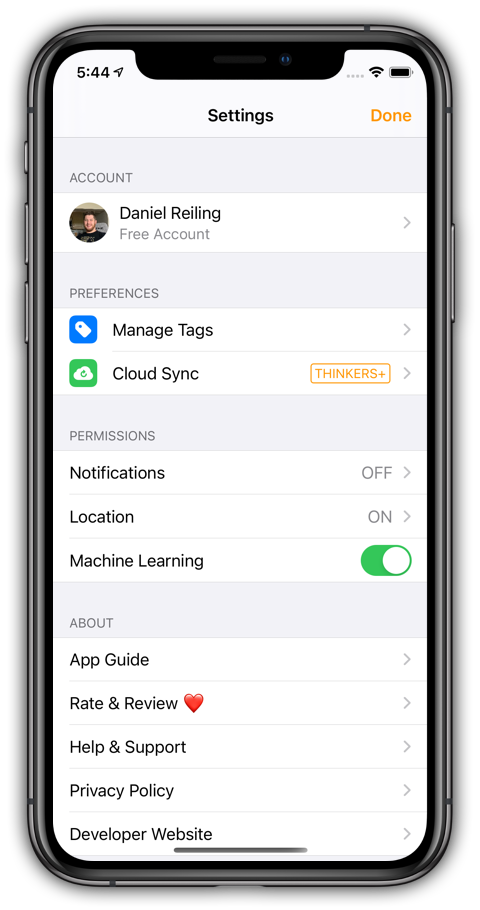 5:44
Settings
Done
ACCOUNT
Daniel Reiling
Free Account
PREFERENCES
Manage Tags
Cloud Sync THINKERS+
PERMISSIONS
Notifications OFF
Location ON
Machine Learning
ABOUT
App Guide
Rate & Review ❤️
Help & Support
Privacy Policy
Developer Website